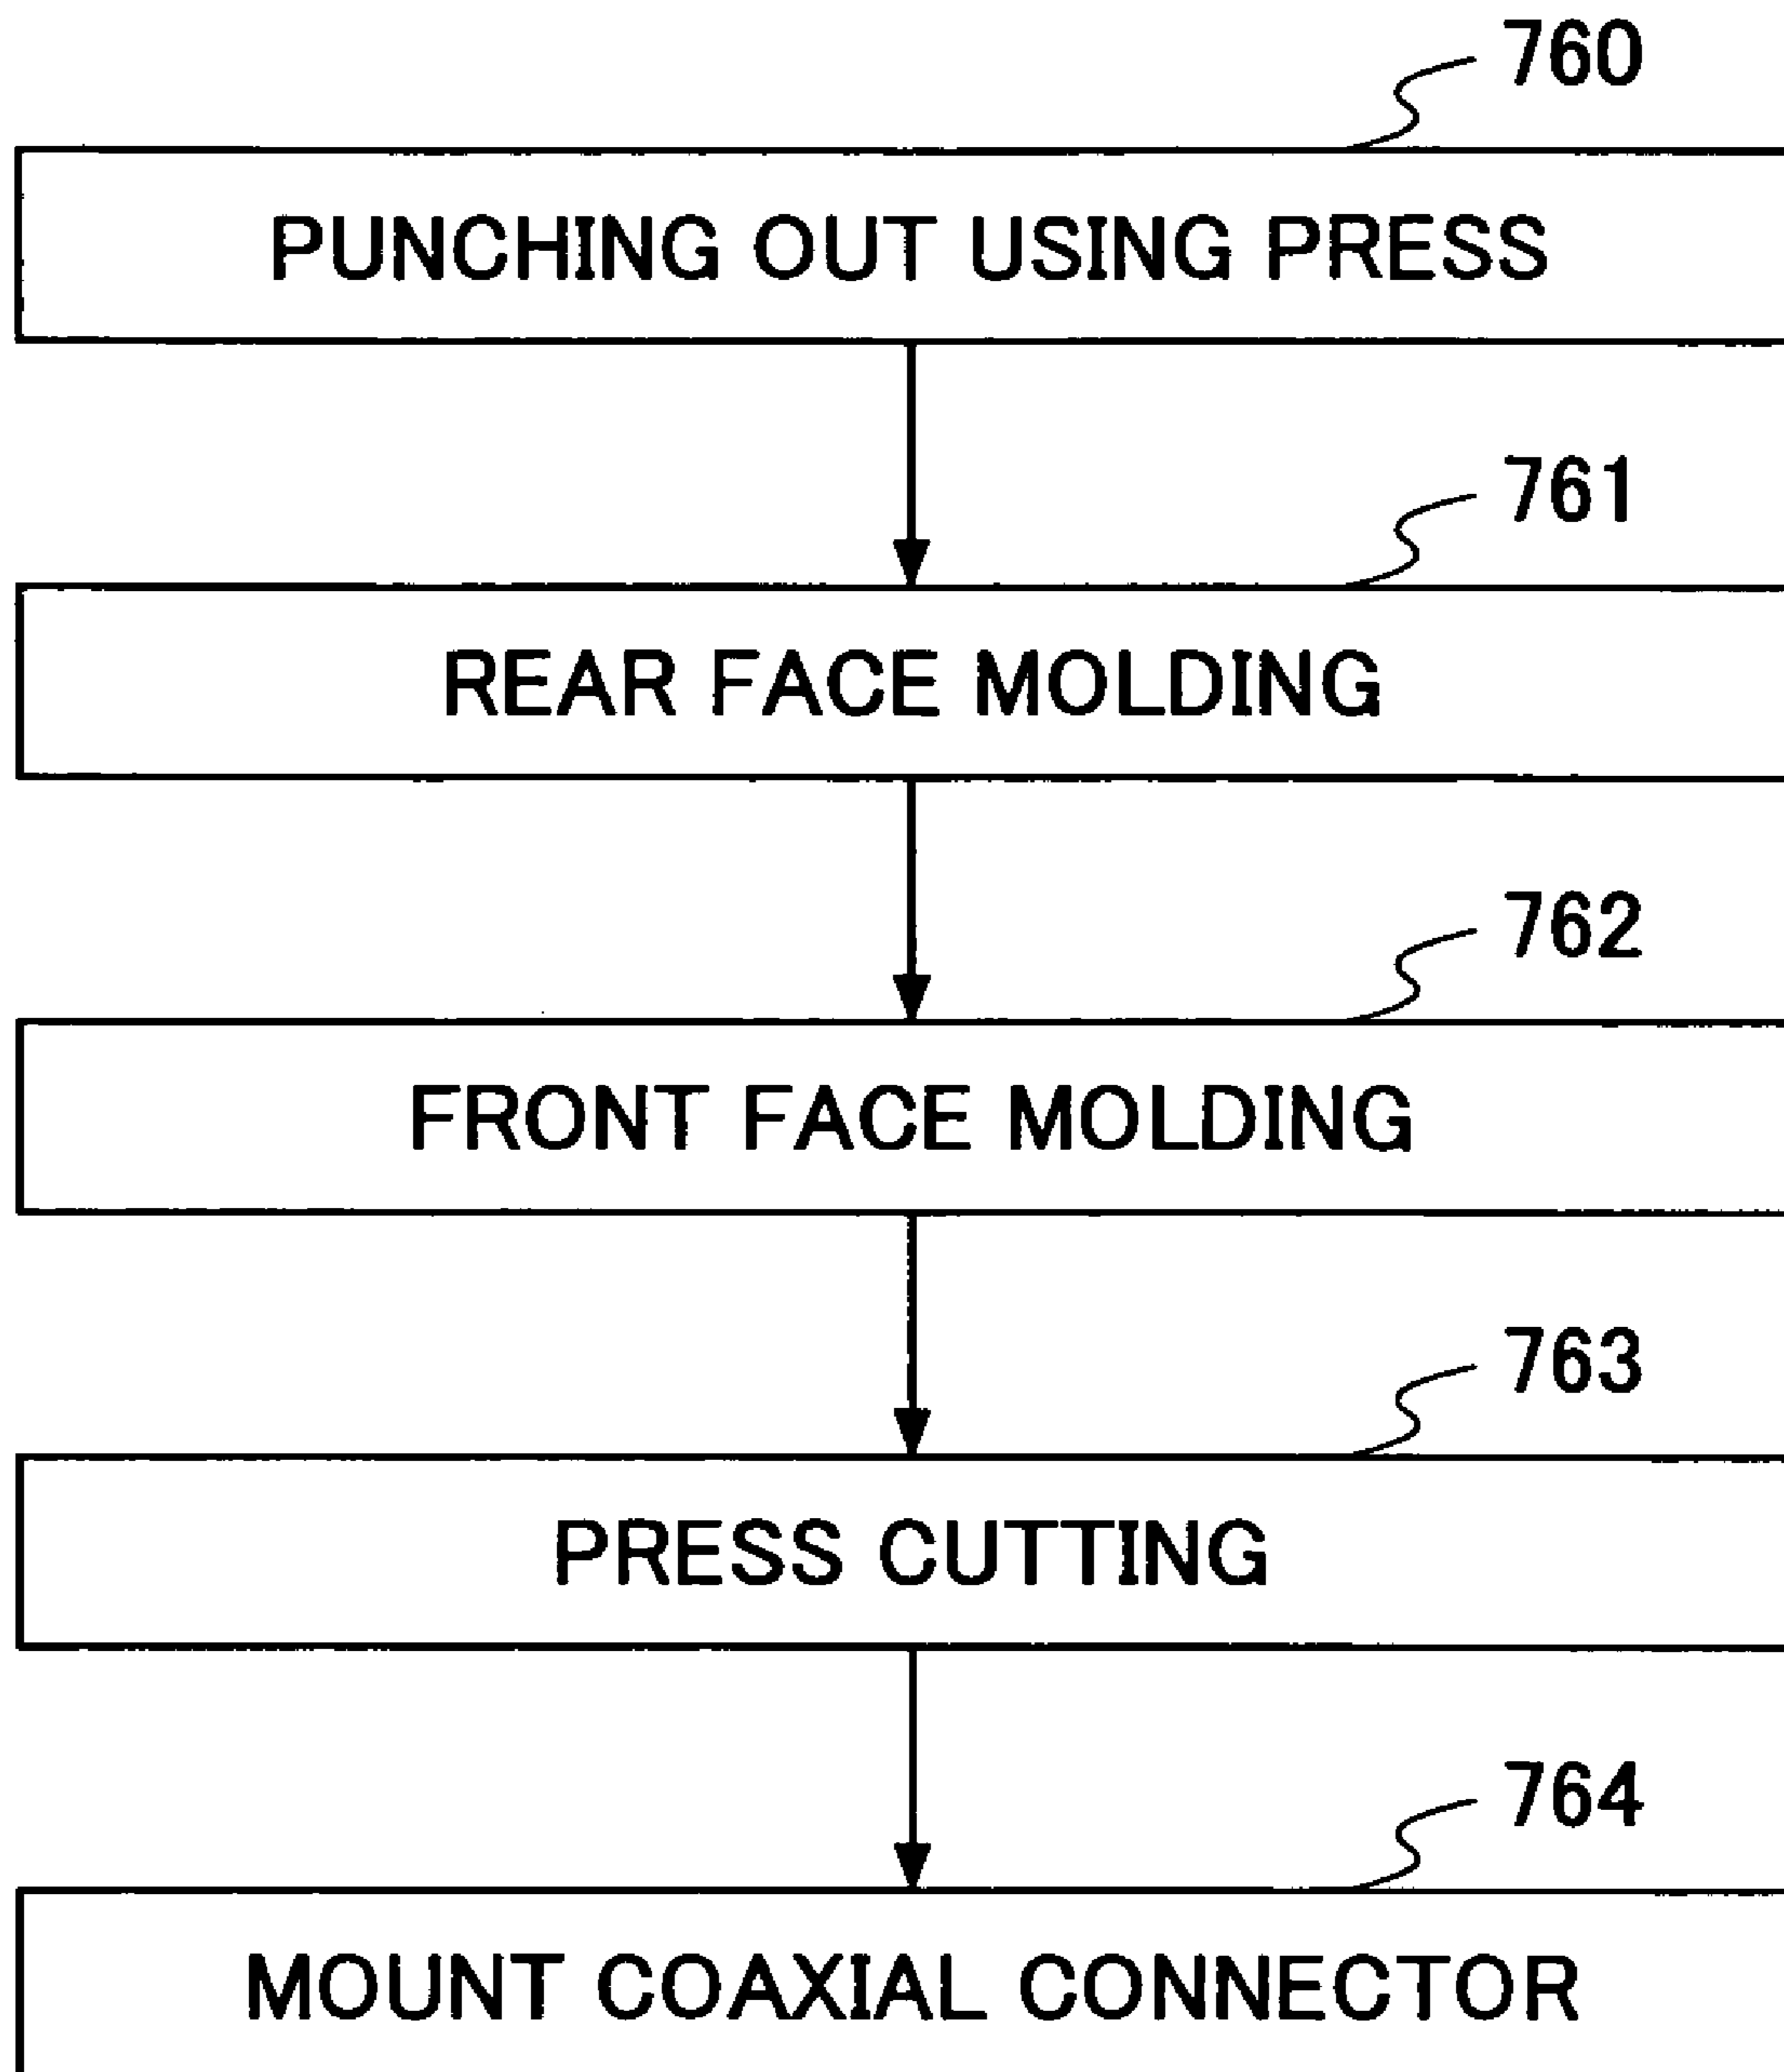 760
PUNCHING OUT USING PRESS
761
REAR FACE MOLDING
762
FRONT FACE MOLDING
763
PRESS CUTTING
764
MOUNT COAXIAL CONNECTOR